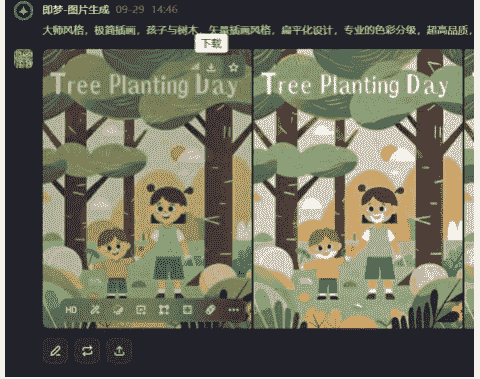 即梦-图片生成 09-29 14:46
大师风格，极简插画，孩子与树木，矢量插画风格，扁平化设计，专业的色彩分级，超高品质，
下载
Tree Planting Day
Tree Planting Day
HD